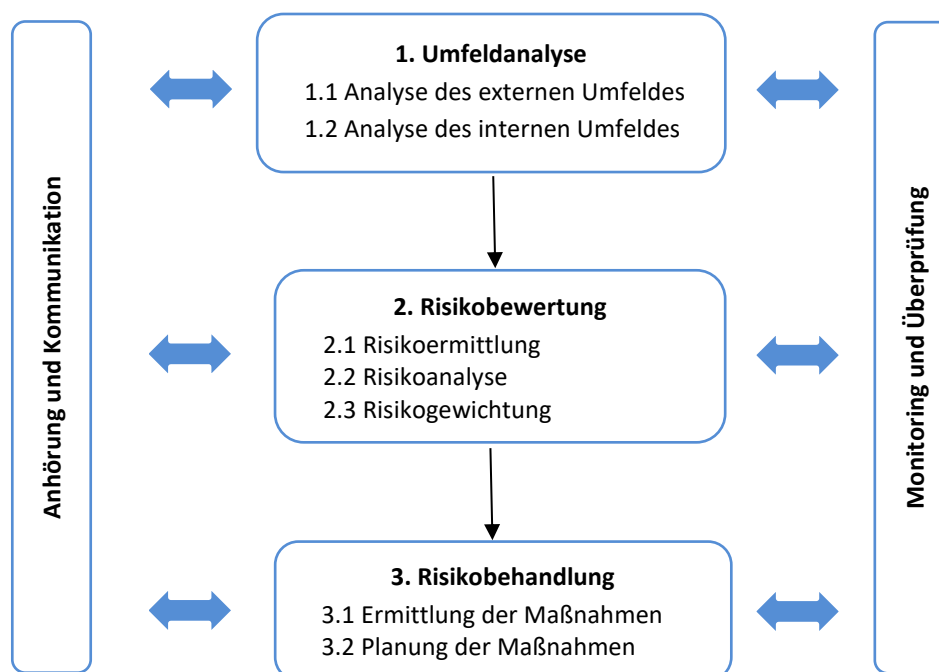 Anhörung und Kommunikation
1. Umfeldanalyse
1.1 Analyse des externen Umfeldes
1.2 Analyse des internen Umfeldes
2. Risikobewertung
2.1 Risikoermittlung
2.2 Risikoanalyse
2.3 Risikogewichtung
3. Risikobehandlung
3.1 Ermittlung der Maßnahmen
3.2 Planung der Maßnahmen
Monitoring und Überprüfung